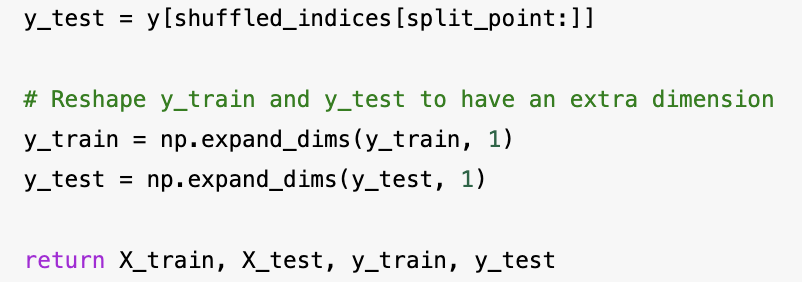 y_test = y[shuffled_indices[split_point:]]
# Reshape y_train and y_test to have an extra dimension
y_train = np.expand_dims(y_train, 1)
y_test = np.expand_dims(y_test, 1)
return X_train, X_test, y_train, y_test